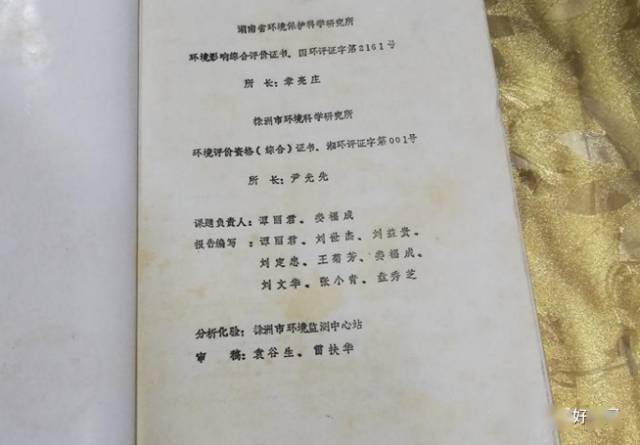 湖南省环境保护科学研究所
环境影响综合评价证书、国环评证字第2161号
所 长:章亮庄
株洲市环境科学研究所
环境评价资格(综合)证书、湘环评证字第001号
所 长:尹光先
课题负责人:谭丽君、娄福成
报告编写 :谭丽君、刘世杰、刘益贵、
刘定忠、王菊芳、娄福成、
刘文华、张小青、盘秀芝
分析化验:株洲市环境监测中心站
审 稿:袁谷生、雷扶华
好